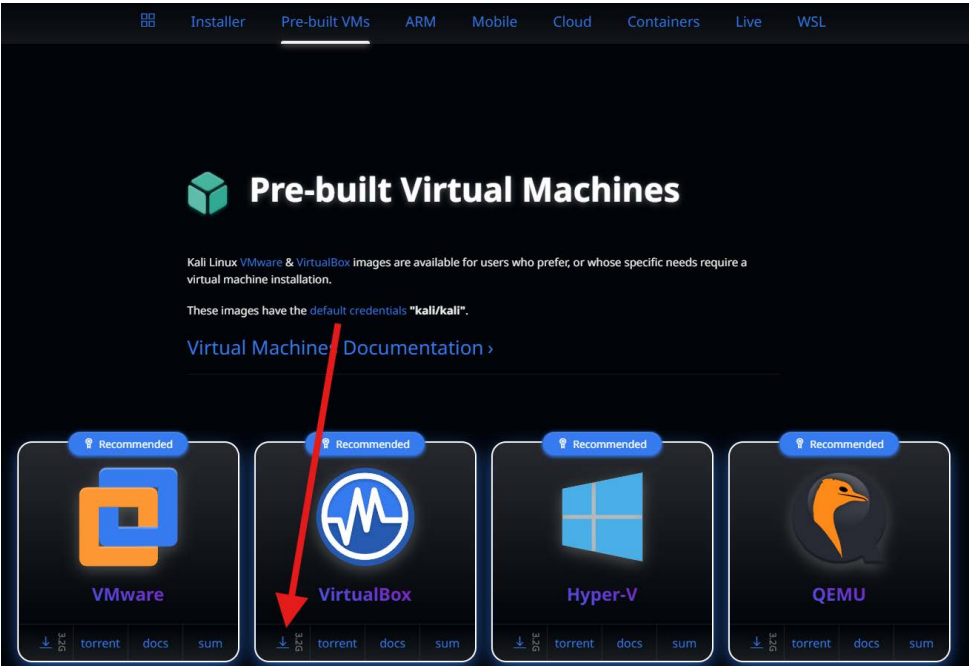 Installer Pre-built VMs ARM Mobile Cloud Containers Live WSL
Pre-built Virtual Machines
Kali Linux VMware & VirtualBox images are available for users who prefer, or whose specific needs require a
virtual machine installation.
These images have the default credentials "kali/kali".
Virtual Machines Documentation ›
Recommended
VMware
3.2G torrent docs sum
Recommended
VirtualBox
3.2G torrent docs sum
Recommended
Hyper-V
3.2G torrent docs sum
Recommended
QEMU
3.2G torrent docs sum